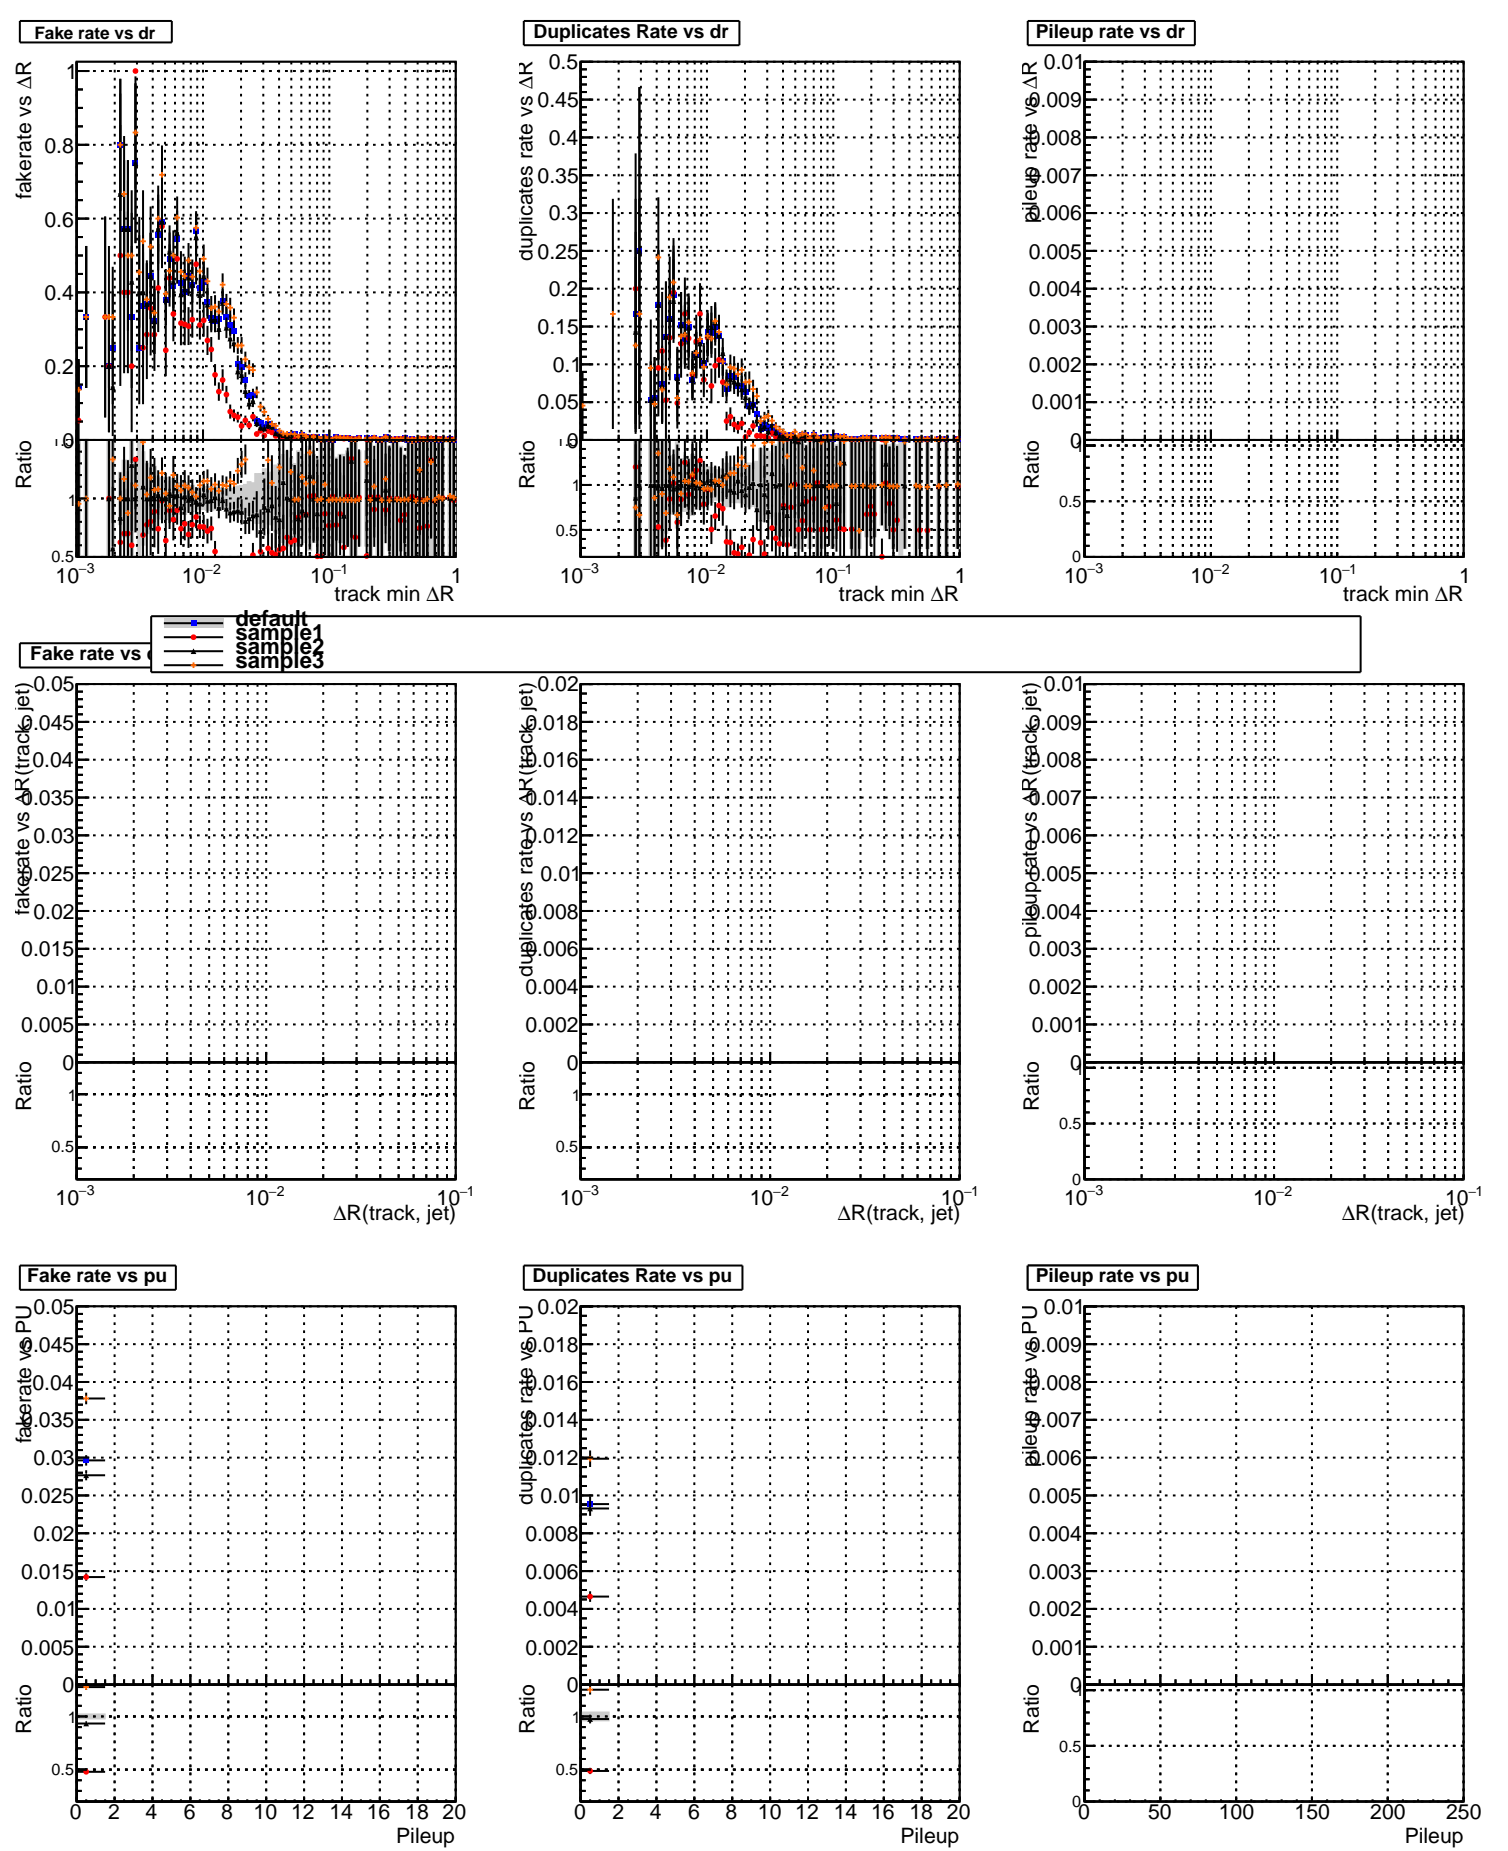 Fake rate vs dr
fakerate vs ΔR
1
0.8
0.6
0.4
0.2
0
Ratio
1
0.5
10−3 10−2 10−1 1
track min ΔR
Duplicates Rate vs dr
duplicates rate vs ΔR
0.5
0.45
0.4
0.35
0.3
0.25
0.2
0.15
0.1
0.05
0
Ratio
1
0.5
10−3 10−2 10−1 1
track min ΔR
Pileup rate vs dr
pileup rate vs ΔR
0.01
0.009
0.008
0.007
0.006
0.005
0.004
0.003
0.002
0.001
0
Ratio
1
0.5
0
10−3 10−2 10−1 1
track min ΔR
default
sample1
sample2
sample3
Fake rate vs
fakerate vs ΔR(track, jet)
0.05
0.045
0.04
0.035
0.03
0.025
0.02
0.015
0.01
0.005
0
Ratio
1
0.5
10−3 10−2 10−1
ΔR(track, jet)
duplicates rate vs ΔR(track, jet)
0.02
0.018
0.016
0.014
0.012
0.01
0.008
0.006
0.004
0.002
0
Ratio
1
0.5
10−3 10−2 10−1
ΔR(track, jet)
pileup rate vs ΔR(track, jet)
0.01
0.009
0.008
0.007
0.006
0.005
0.004
0.003
0.002
0.001
0
Ratio
1
0.5
0
10−3 10−2 10−1
ΔR(track, jet)
Fake rate vs pu
fakerate vs PU
0.05
0.045
0.04
0.035
0.03
0.025
0.02
0.015
0.01
0.005
0
Ratio
1
0.5
0 2 4 6 8 10 12 14 16 18 20
Pileup
Duplicates Rate vs pu
duplicates rate vs PU
0.02
0.018
0.016
0.014
0.012
0.01
0.008
0.006
0.004
0.002
0
Ratio
1
0.5
0 2 4 6 8 10 12 14 16 18 20
Pileup
Pileup rate vs pu
pileup rate vs PU
0.01
0.009
0.008
0.007
0.006
0.005
0.004
0.003
0.002
0.001
0
Ratio
1
0.5
0
0 50 100 150 200 250
Pileup